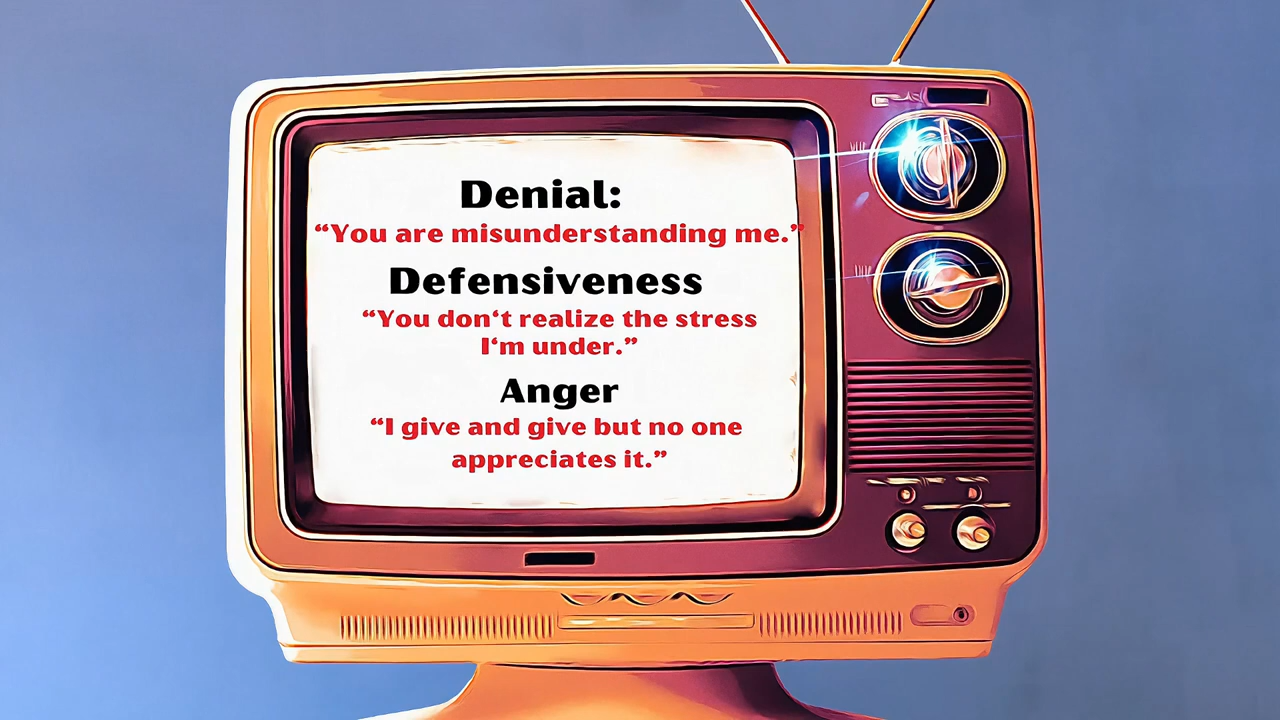 Denial:
“You are misunderstanding me.”
Defensiveness
“You don‘t realize the stress
I‘m under.”
Anger
“I give and give but no one
appreciates it.”